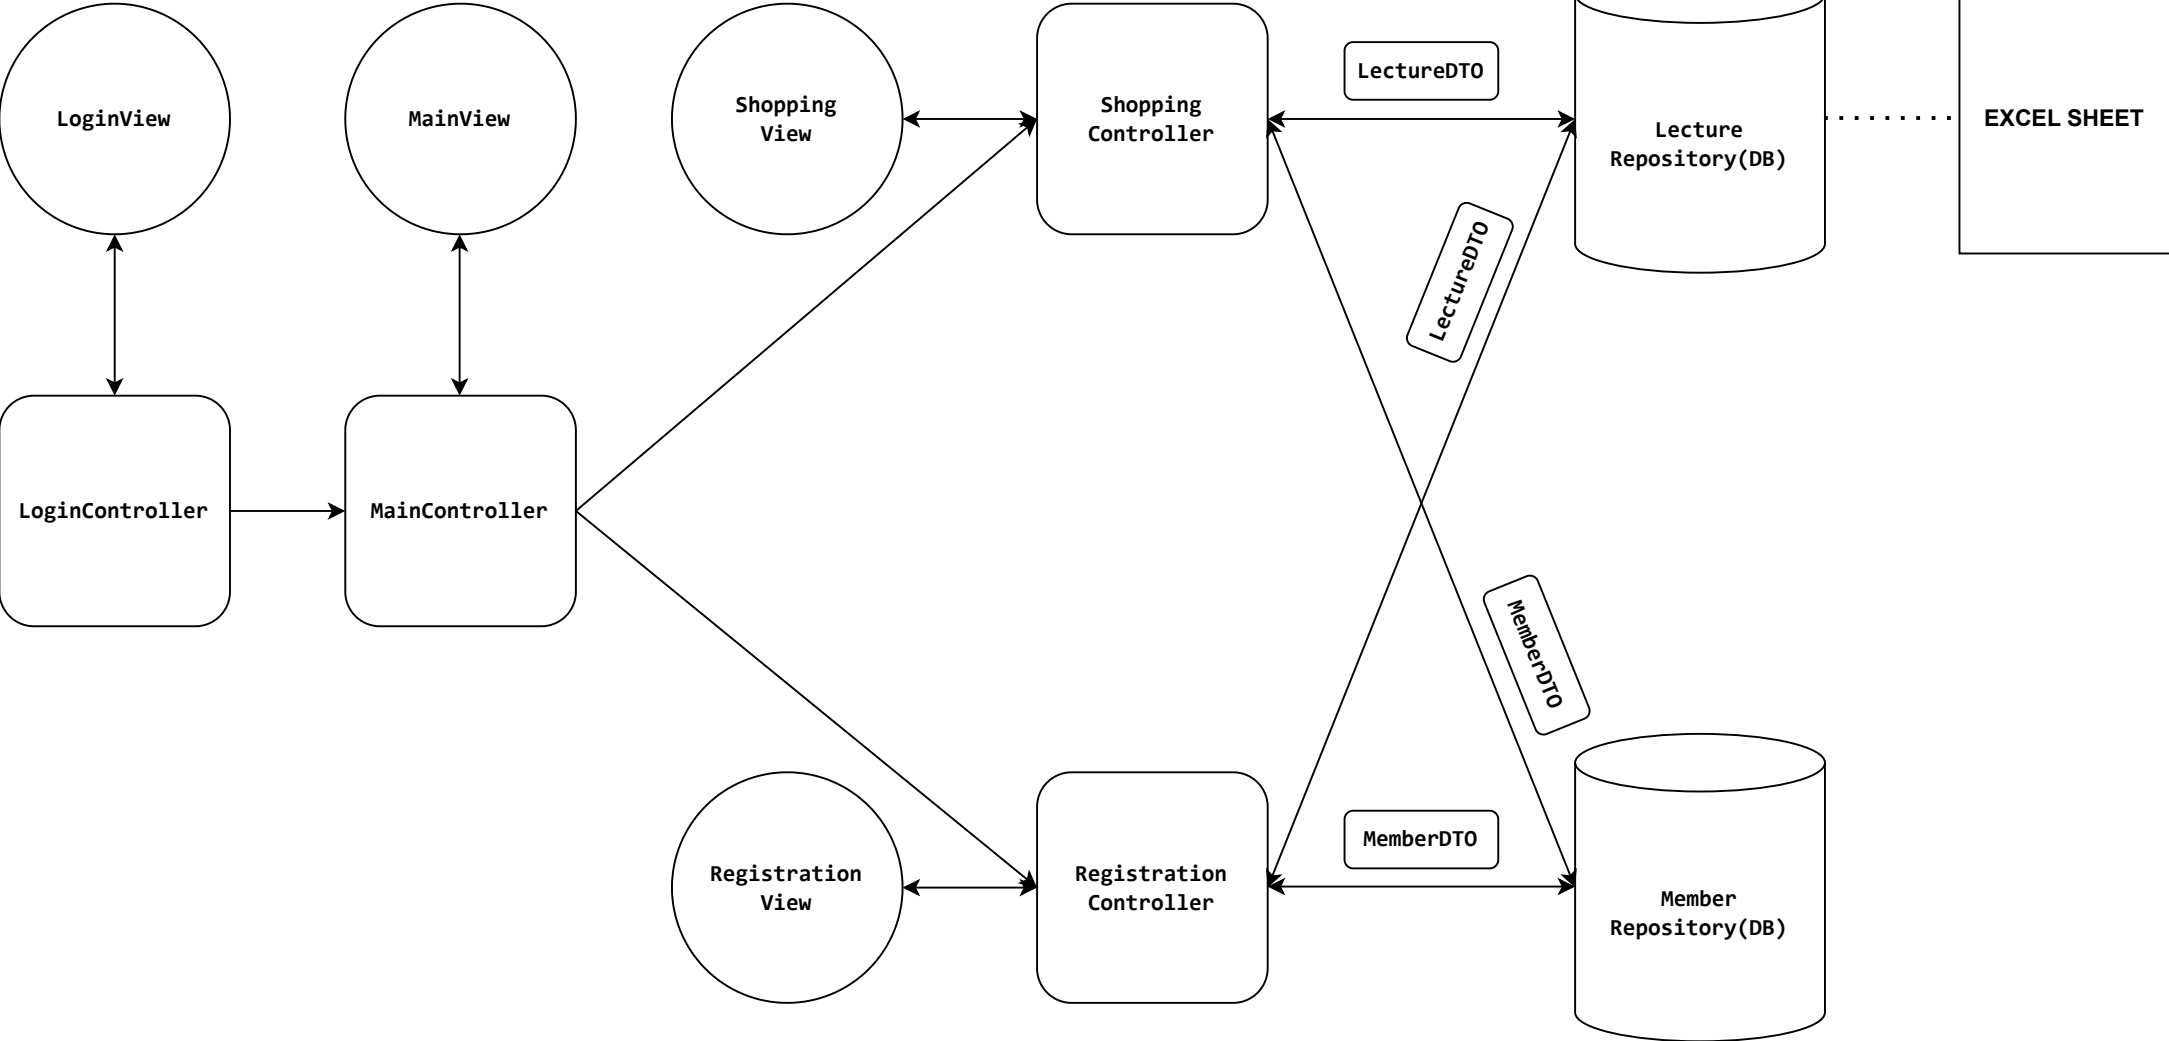 LoginView
MainView
Shopping
View
Shopping
Controller
LectureDTO
Lecture
Repository(DB)
EXCEL SHEET
LectureDTO
LoginController
MainController
MemberDTO
Registration
View
Registration
Controller
MemberDTO
Member
Repository(DB)